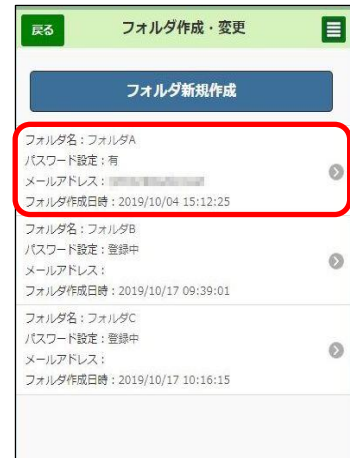 戻る
フォルダ作成・変更
フォルダ新規作成
フォルダ名：フォルダA
パスワード設定：有
メールアドレス：
フォルダ作成日時：2019/10/04 15:12:25
フォルダ名：フォルダB
パスワード設定：登録中
メールアドレス：
フォルダ作成日時：2019/10/17 09:39:01
フォルダ名：フォルダC
パスワード設定：登録中
メールアドレス：
フォルダ作成日時：2019/10/17 10:16:15